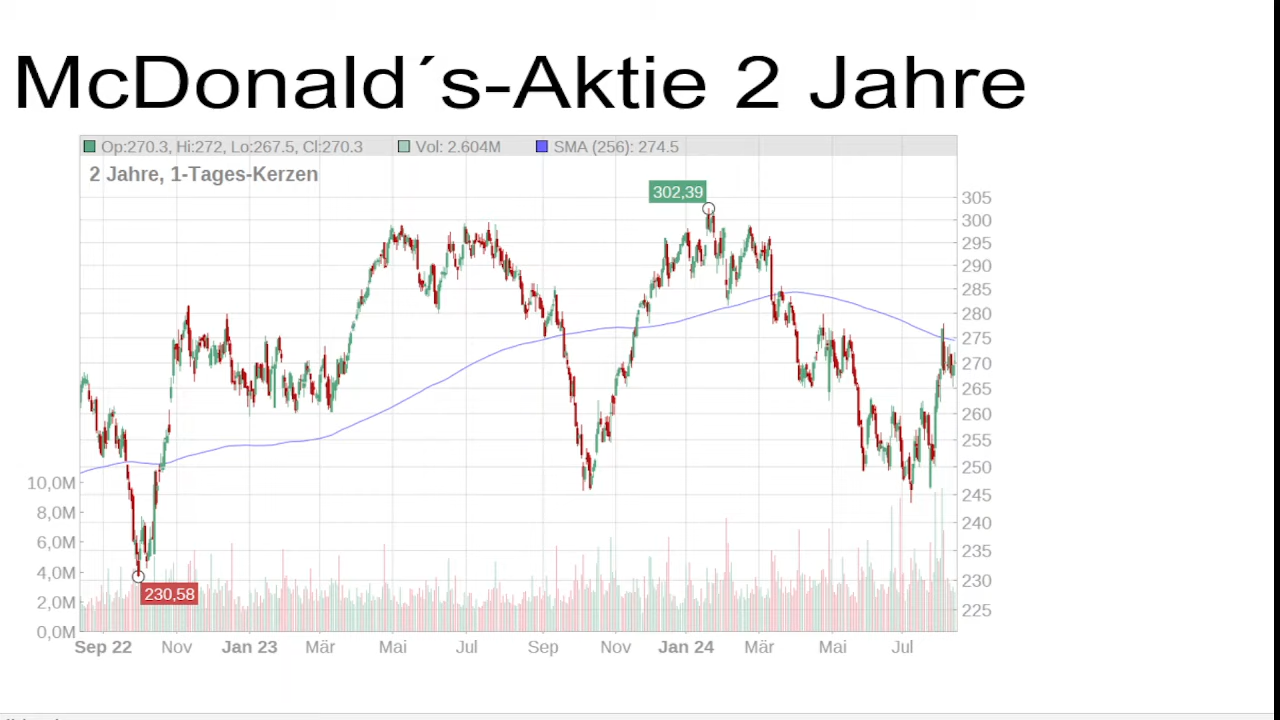 McDonald´s-Aktie 2 Jahre
Op:270.3, Hi:272, Lo:267.5, Cl:270.3 Vol: 2.604M SMA (256): 274.5
2 Jahre, 1-Tages-Kerzen
302,39
305
300
295
290
285
280
275
270
265
260
255
250
245
240
235
230
225
10,0M
8,0M
6,0M
4,0M
2,0M
0,0M
230,58
Sep 22 Nov Jan 23 Mär Mai Jul Sep Nov Jan 24 Mär Mai Jul